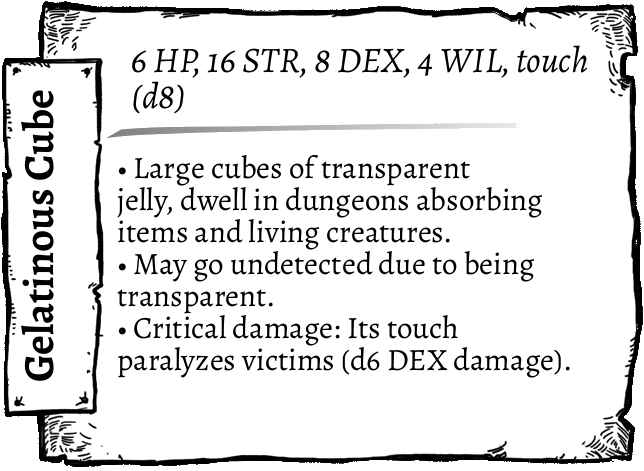 Gelatinous Cube
6 HP, 16 STR, 8 DEX, 4 WIL, touch
(d8)
• Large cubes of transparent
jelly, dwell in dungeons absorbing
items and living creatures.
• May go undetected due to being
transparent.
• Critical damage: Its touch
paralyzes victims (d6 DEX damage).